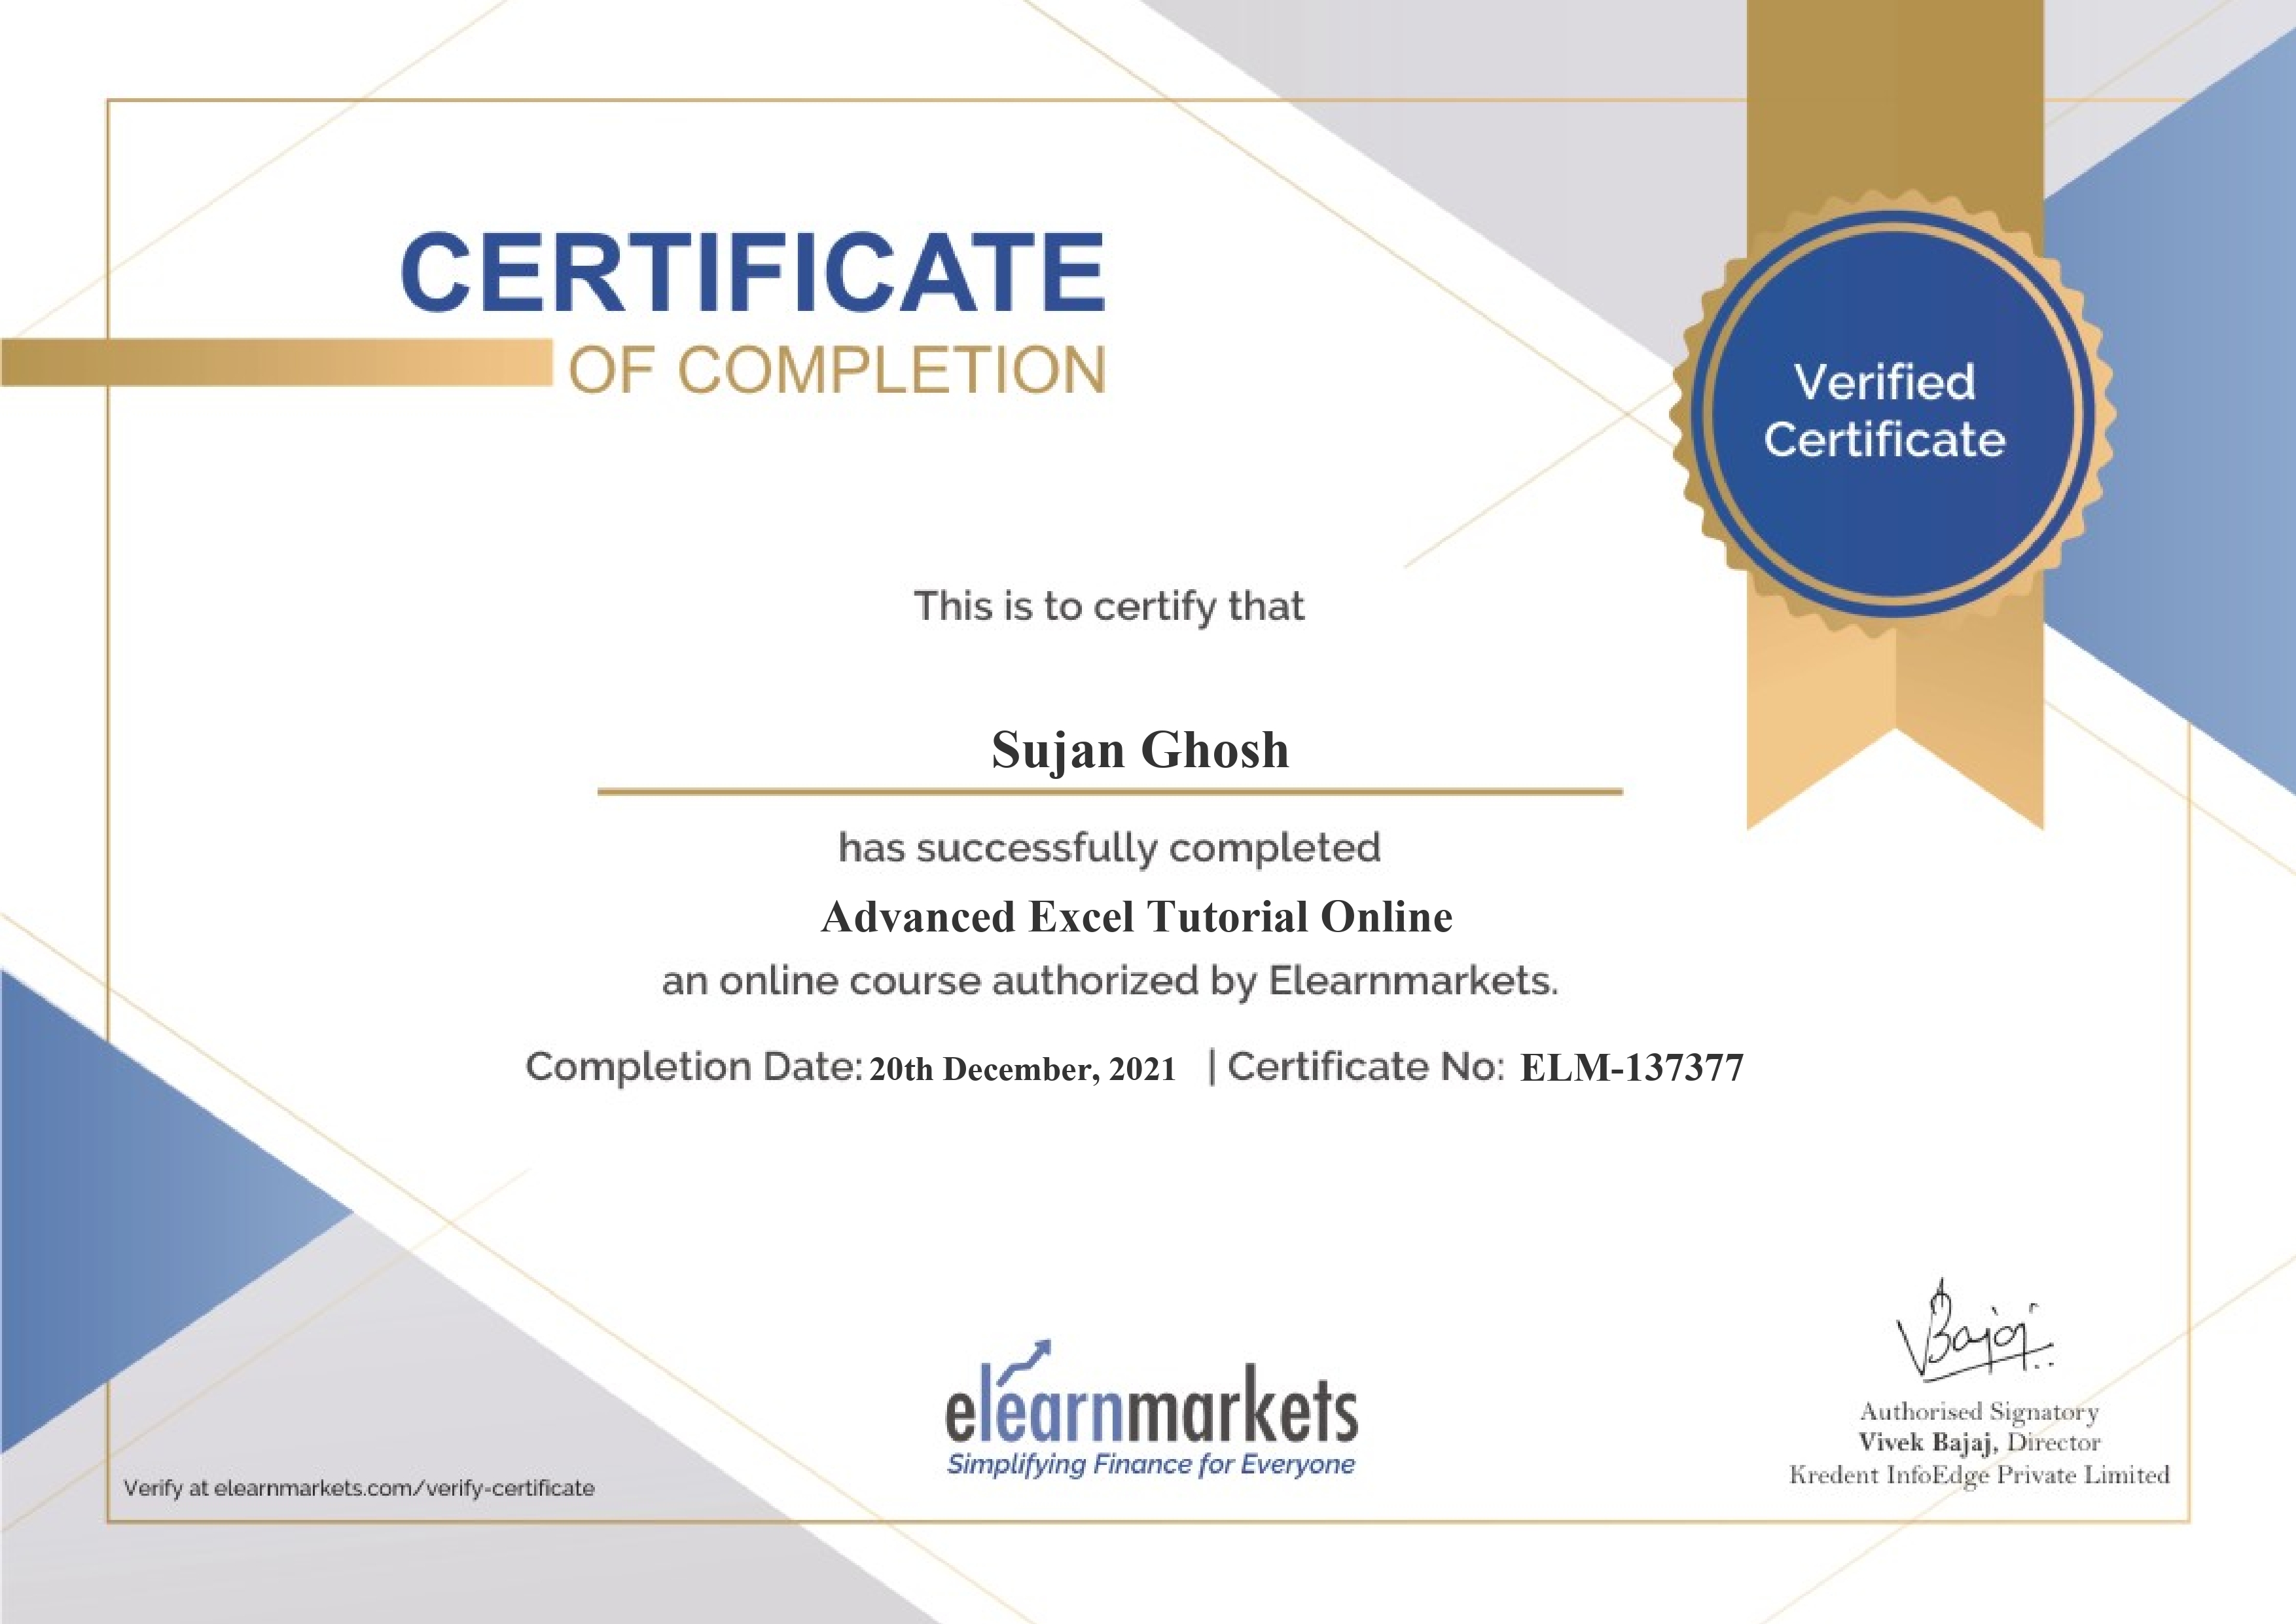 CERTIFICATE
OF COMPLETION
Verified
Certificate
This is to certify that
Sujan Ghosh
has successfully completed
Advanced Excel Tutorial Online
an online course authorized by Elearnmarkets.
Completion Date: 20th December, 2021 | Certificate No: ELM-137377
elearnmarkets
Simplifying Finance for Everyone
VBajaj
Authorised Signatory
Vivek Bajaj, Director
Kredent InfoEdge Private Limited
Verify at elearnmarkets.com/verify-certificate